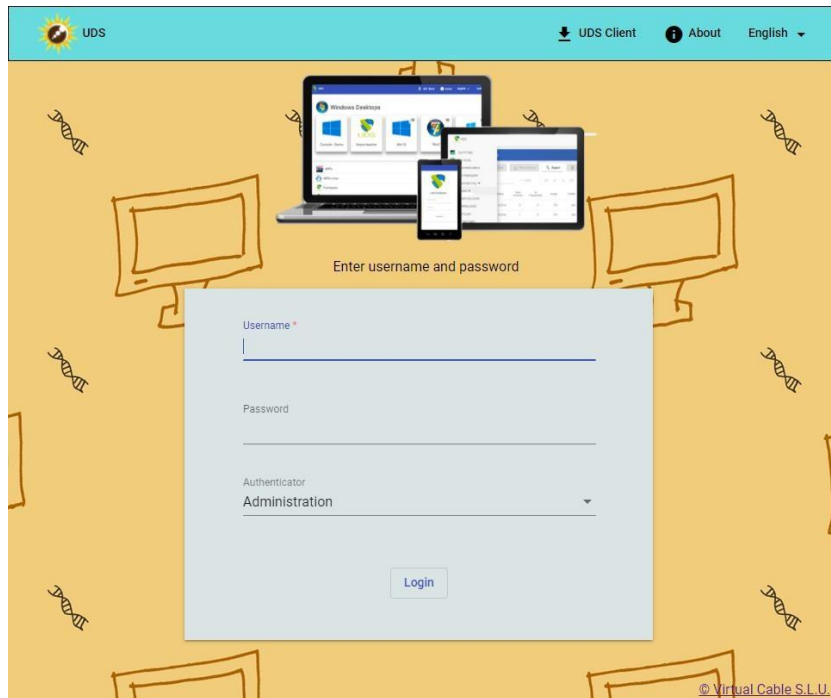 UDS
UDS Client
About
English
Windows Desktops
Enter username and password
Username *
Password
Authenticator
Administration
Login
© Virtual Cable S.L.U.